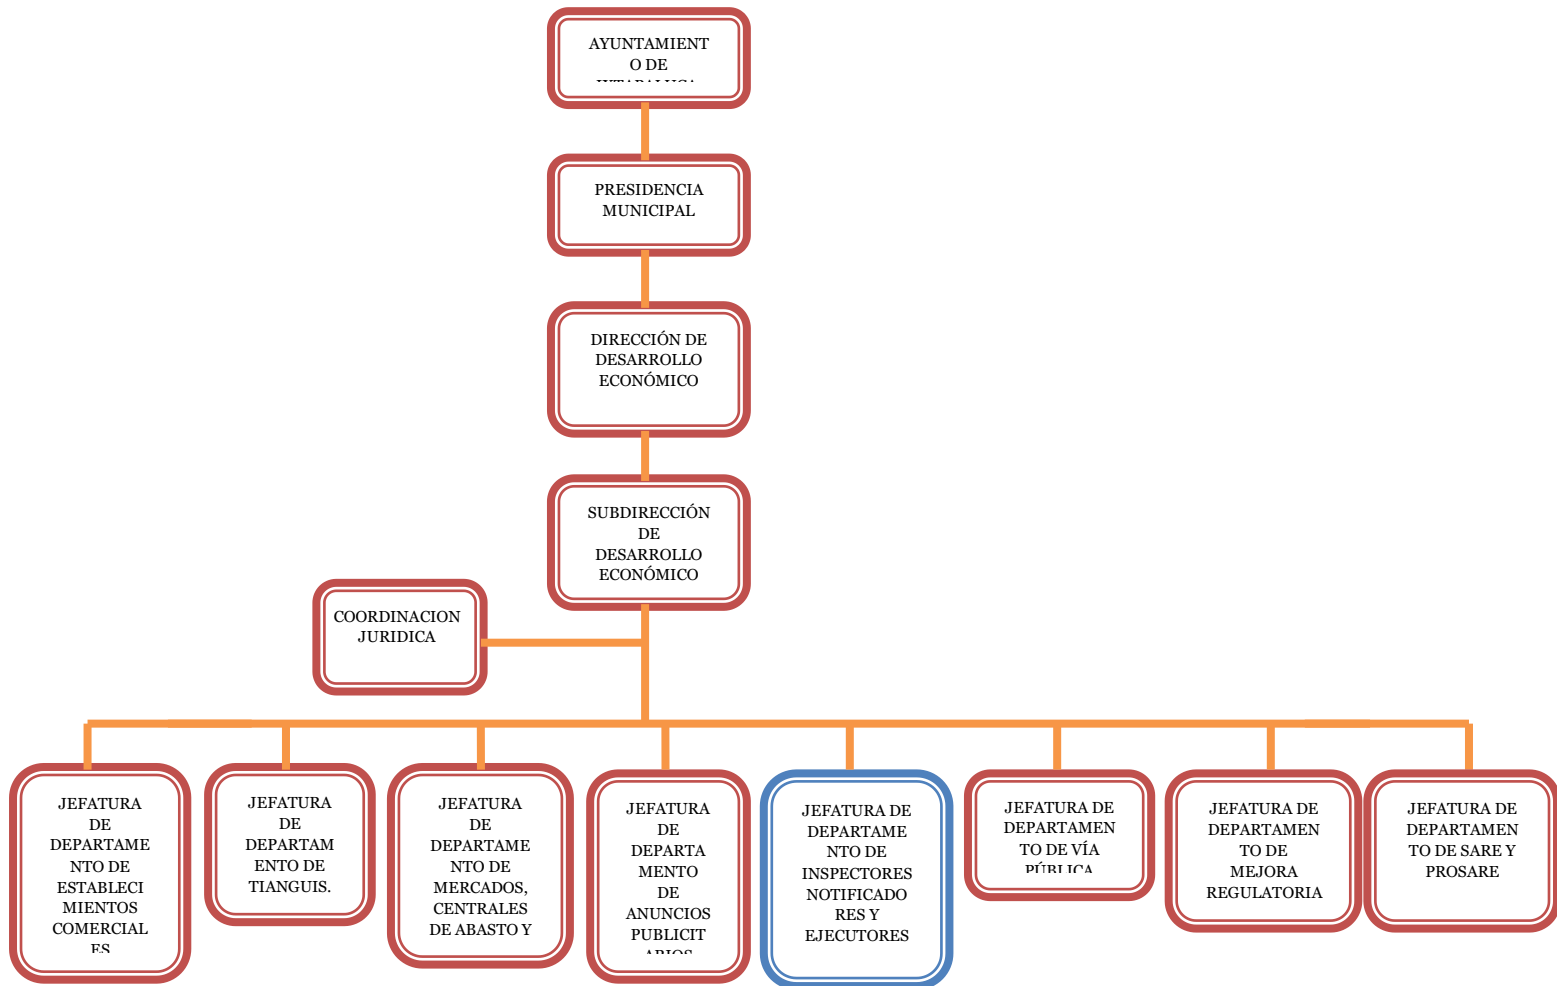 AYUNTAMIENT
O DE
PRESIDENCIA
MUNICIPAL
DIRECCIÓN DE
DESARROLLO
ECONÓMICO
SUBDIRECCIÓN
DE
DESARROLLO
ECONÓMICO
COORDINACION
JURIDICA
JEFATURA
DE
DEPARTAME
NTO DE
ESTABLECI
MIENTOS
COMERCIAL
ES
JEFATURA
DE
DEPARTAM
ENTO DE
TIANGUIS.
JEFATURA
DE
DEPARTAME
NTO DE
MERCADOS,
CENTRALES
DE ABASTO Y
JEFATURA
DE
DEPARTA
MENTO
DE
ANUNCIOS
PUBLICIT
ARIOS
JEFATURA DE
DEPARTAME
NTO DE
INSPECTORES
NOTIFICADO
RES Y
EJECUTORES
JEFATURA DE
DEPARTAMEN
TO DE VÍA
PÚBLICA
JEFATURA DE
DEPARTAMEN
TO DE
MEJORA
REGULATORIA
JEFATURA DE
DEPARTAMEN
TO DE SARE Y
PROSARE